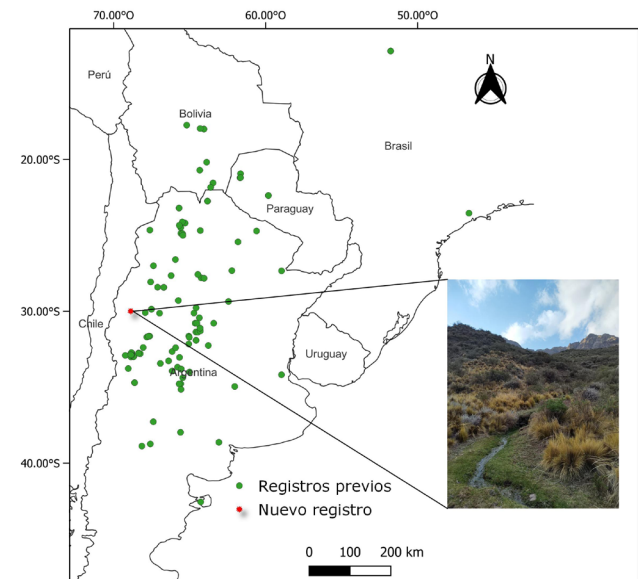 70.00°O 60.00°O 50.00°O
N
Perú
Bolivia
Brasil
20.00°S
Paraguay
30.00°S
Chile
Uruguay
Argentina
40.00°S
Registros previos
Nuevo registro
0 100 200 km